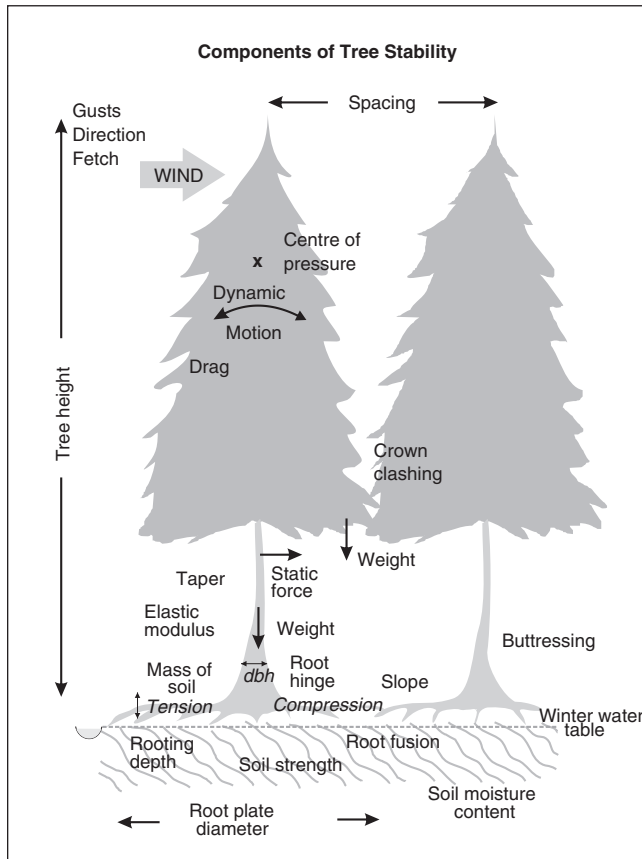 Components of Tree Stability
Spacing
Gusts
Direction
Fetch
WIND
Centre of
pressure
x
Dynamic
Motion
Drag
Tree height
Crown
clashing
Weight
Static
force
Taper
Elastic
modulus
Weight
Buttressing
Root
hinge
dbh
Mass of
soil
Slope
Tension
Compression
Winter water
table
Rooting
depth
Root fusion
Soil strength
Soil moisture
content
Root plate
diameter